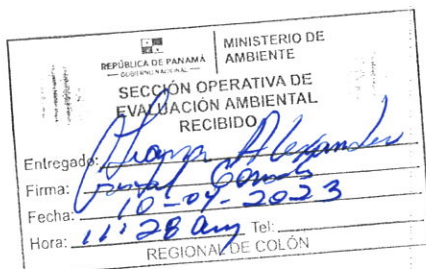 REPÚBLICA DE PANAMÁ
— GOBIERNO NACIONAL —
MINISTERIO DE
AMBIENTE
SECCIÓN OPERATIVA DE
EVALUACIÓN AMBIENTAL
RECIBIDO
Entregado: Alexander
Firma:
Fecha: 10-04-2023
Hora: 11:28 am Tel:
REGIONAL DE COLÓN